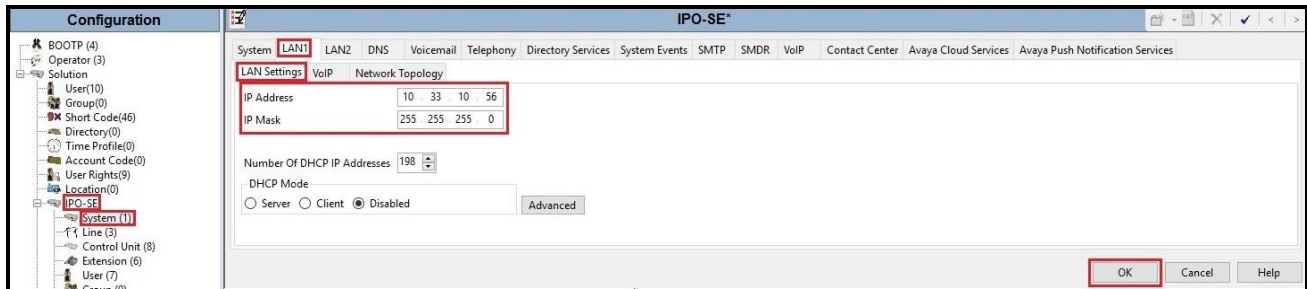 Configuration
BOOTP (4)
Operator (3)
Solution
User(10)
Group(0)
Short Code(46)
Directory(0)
Time Profile(0)
Account Code(0)
User Rights(9)
Location(0)
IPO-SE
System (1)
Line (3)
Control Unit (8)
Extension (6)
User (7)
Group (0)
IPO-SE*
System LAN1 LAN2 DNS Voicemail Telephony Directory Services System Events SMTP SMDR VoIP Contact Center Avaya Cloud Services Avaya Push Notification Services
LAN Settings VoIP Network Topology
IP Address 10 . 33 . 10 . 56
IP Mask 255 . 255 . 255 . 0
Number Of DHCP IP Addresses 198
DHCP Mode
Server Client Disabled Advanced
OK Cancel Help